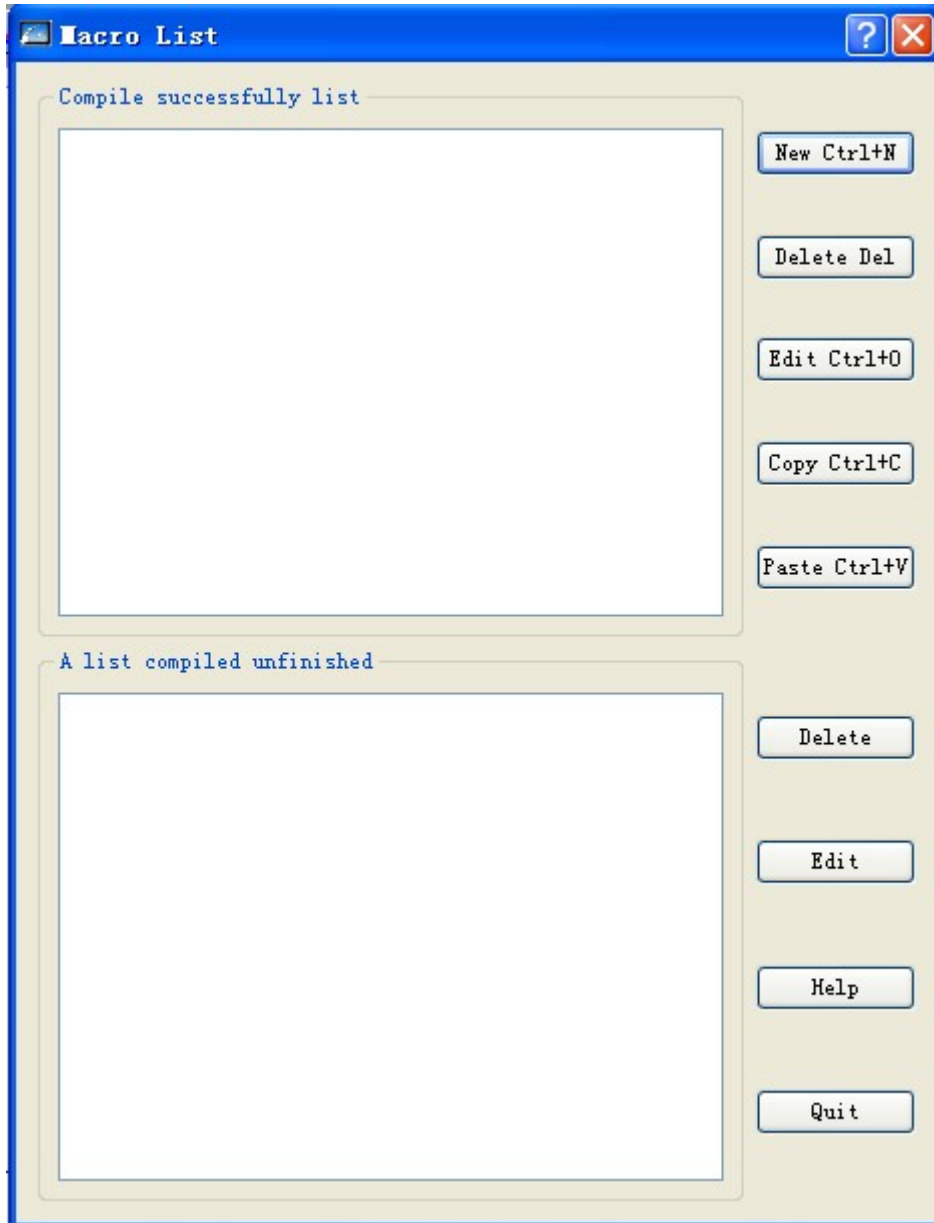 Macro List
Compile successfully list
New Ctrl+N
Delete Del
Edit Ctrl+O
Copy Ctrl+C
Paste Ctrl+V
A list compiled unfinished
Delete
Edit
Help
Quit